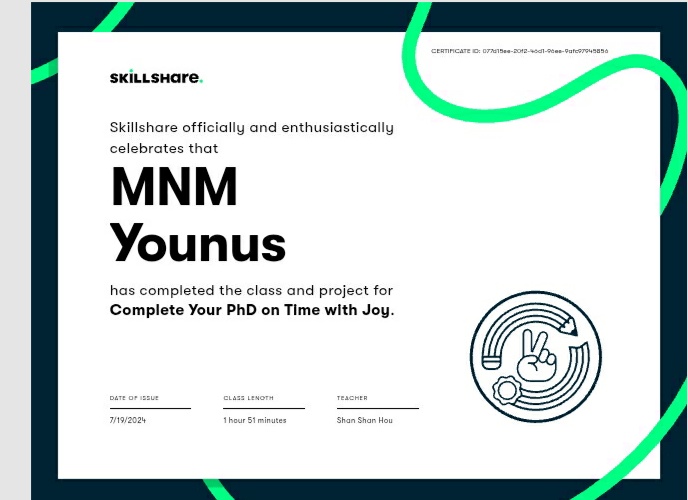 CERTIFICATE ID: 077d15ee-20f2-46d1-96ee-9afd97945856
SKILLSHARE.
Skillshare officially and enthusiastically
celebrates that
MNM
Younus
has completed the class and project for
Complete Your PhD on Time with Joy.
DATE OF ISSUE
CLASS LENGTH
TEACHER
7/19/2024
1 hour 51 minutes
Shan Shan Hou